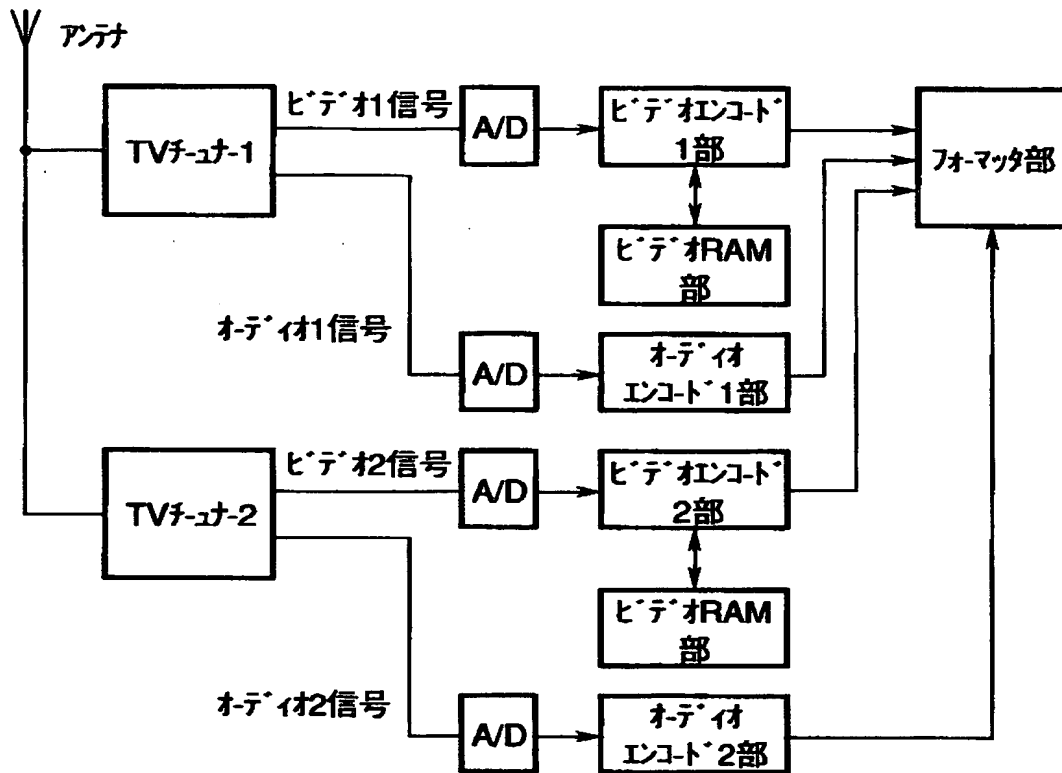 アンテナ
TVチューナー1
ビデオ1信号
A/D
ビデオエンコード
1部
フォーマッタ部
ビデオRAM
部
オーディオ1信号
A/D
オーディオ
エンコード1部
TVチューナー2
ビデオ2信号
A/D
ビデオエンコード
2部
ビデオRAM
部
オーディオ2信号
A/D
オーディオ
エンコード2部